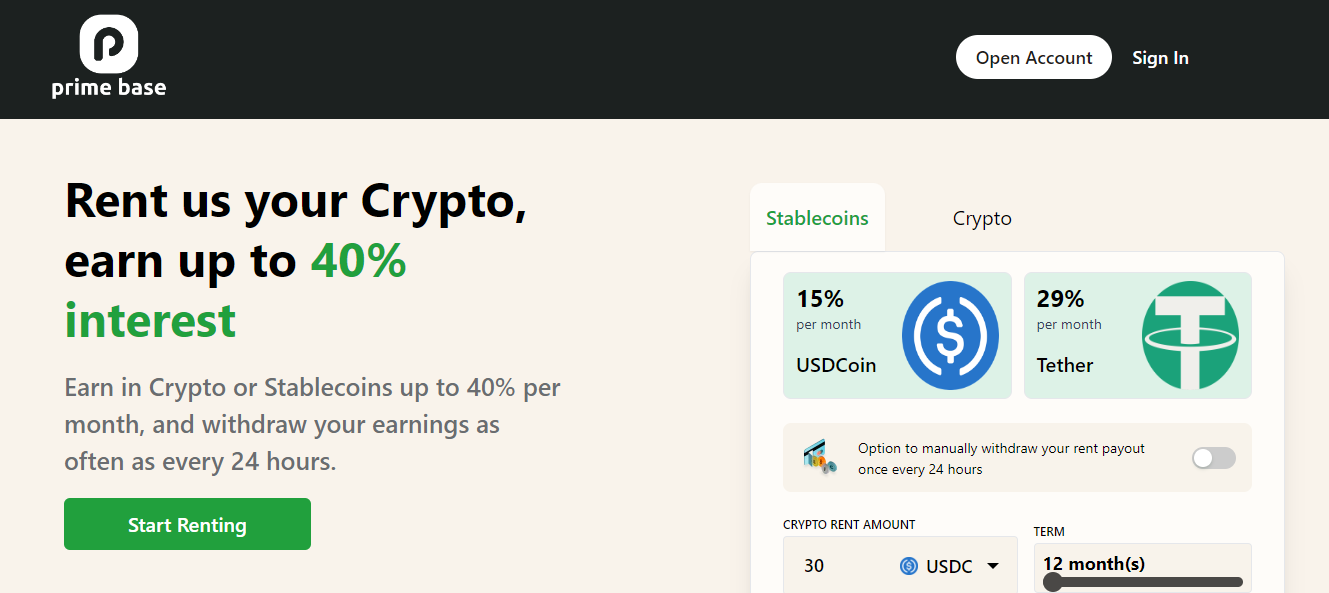 prime base
Open Account
Sign In
Rent us your Crypto,
earn up to 40%
interest
Earn in Crypto or Stablecoins up to 40% per
month, and withdraw your earnings as
often as every 24 hours.
Start Renting
Stablecoins
Crypto
15%
per month
USDCoin
29%
per month
Tether
Option to manually withdraw your rent payout
once every 24 hours
CRYPTO RENT AMOUNT
30
USDC
TERM
12 month(s)